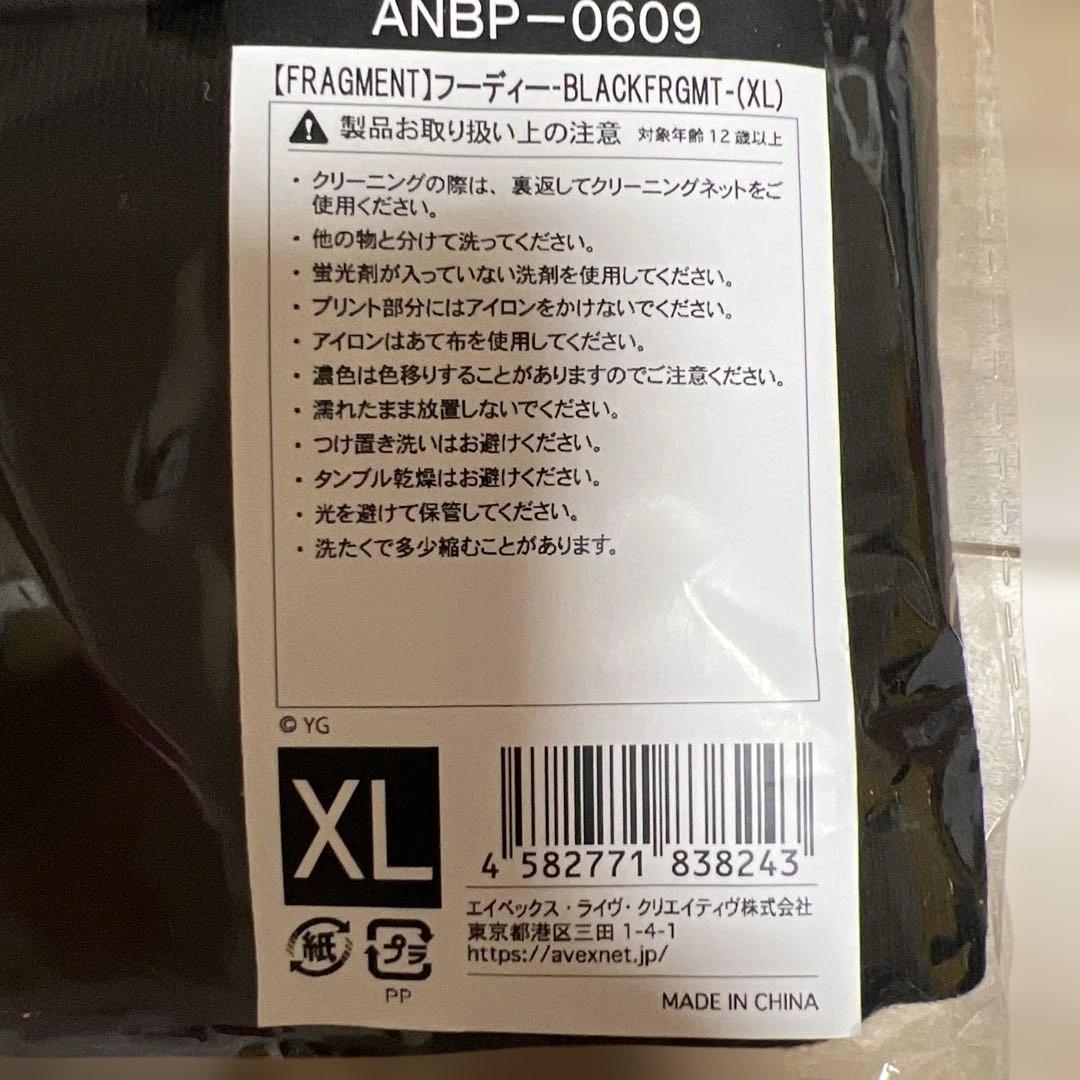 ANBP-0609
【FRAGMENT】フーディー-BLACKFRGMT-(XL)
製品お取り扱い上の注意 対象年齢12歳以上
・クリーニングの際は、裏返してクリーニングネットをご
使用ください。
・他の物と分けて洗ってください。
・蛍光剤が入っていない洗剤を使用してください。
・プリント部分にはアイロンをかけないでください。
・アイロンはあて布を使用してください。
・濃色は色移りすることがありますのでご注意ください。
・濡れたまま放置しないでください。
・つけ置き洗いはお避けください。
・タンブル乾燥はお避けください。
・光を避けて保管してください。
・洗たくで多少縮むことがあります。
© YG
XL
4 582771 838243
エイベックス・ライヴ・クリエイティヴ株式会社
東京都港区三田 1-4-1
https://avexnet.jp/
紙 プラ
PP
MADE IN CHINA